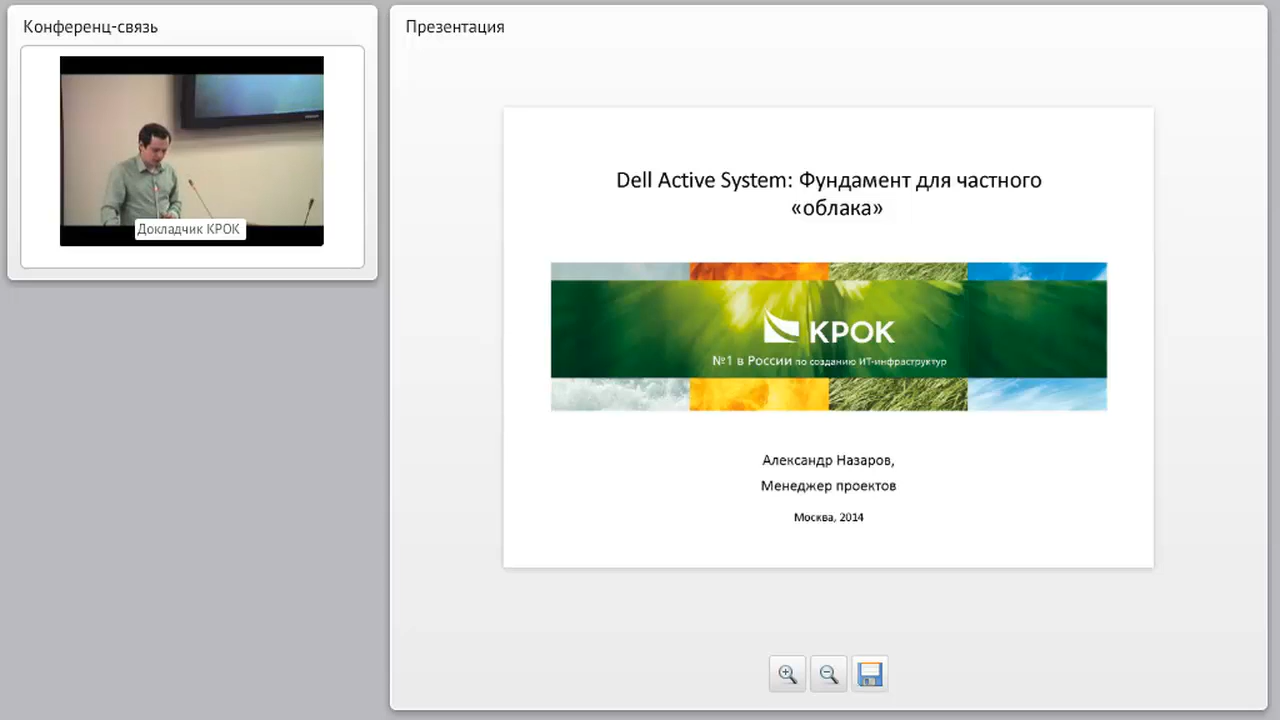 Конференц-связь
Докладчик КРОК
Презентация
Dell Active System: Фундамент для частного
«облака»
КРОК
№1 в России по созданию ИТ-инфраструктур
Александр Назаров,
Менеджер проектов
Москва, 2014